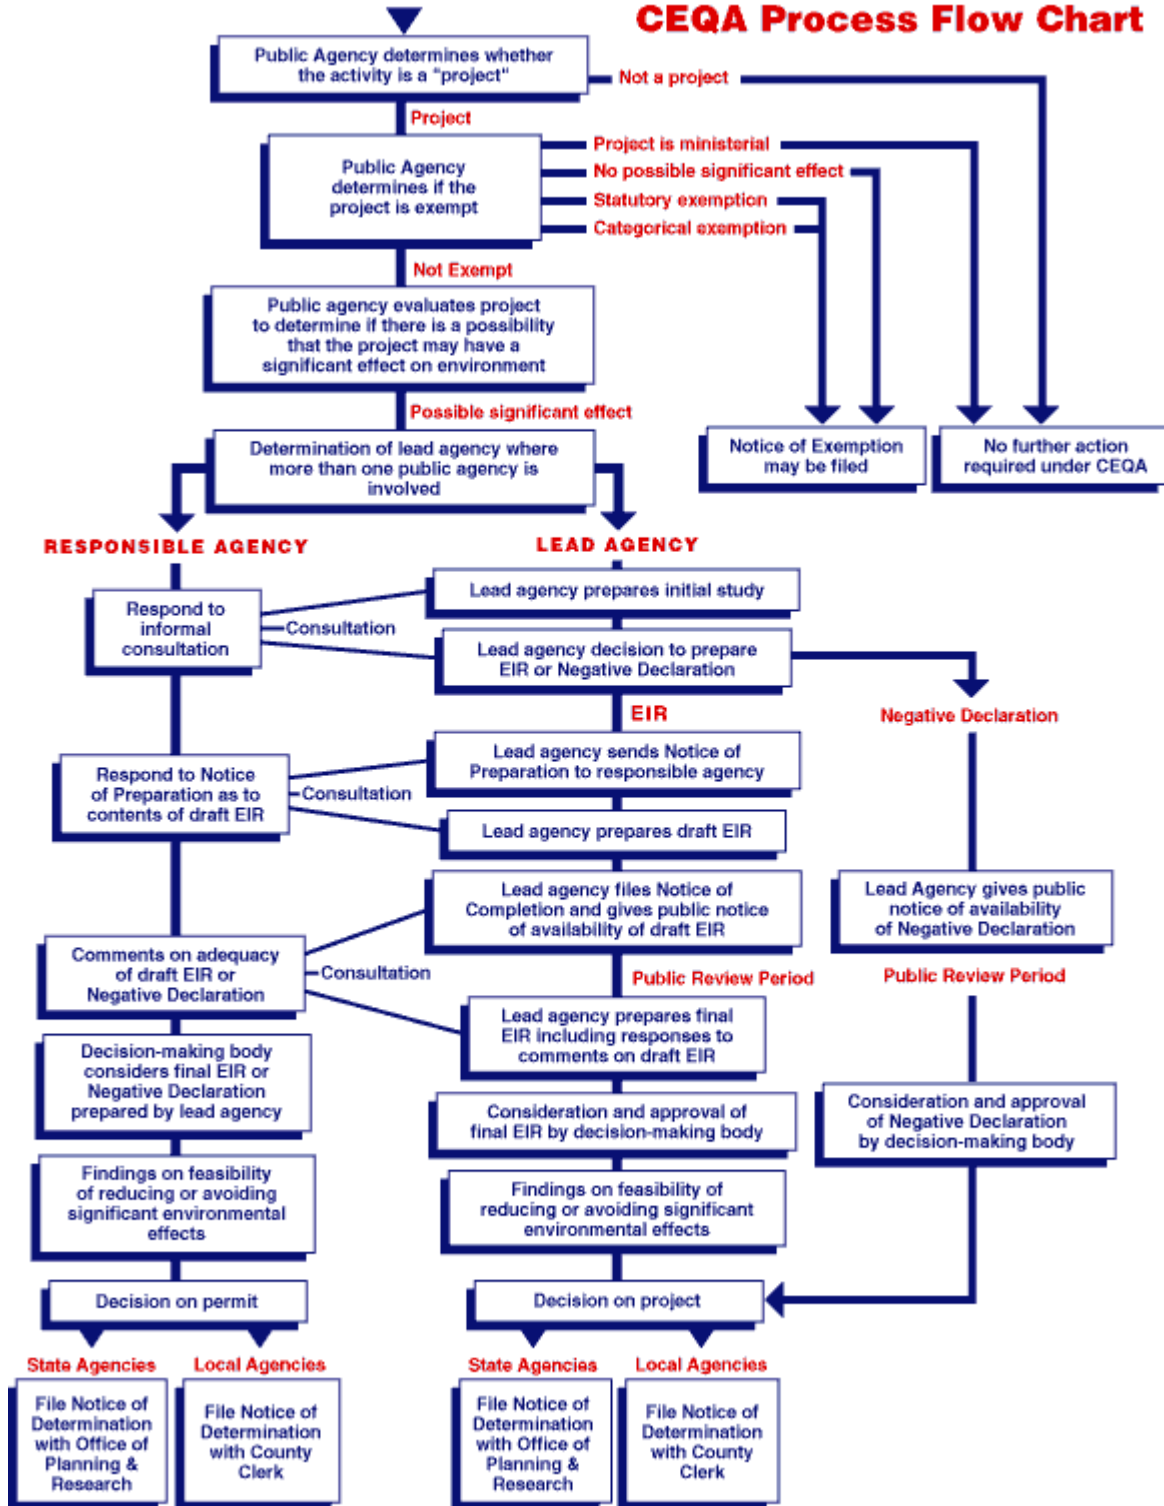 CEQA Process Flow Chart
Public Agency determines whether
the activity is a "project"
Not a project
Project
Public Agency
determines if the
project is exempt
Project is ministerial
No possible significant effect
Statutory exemption
Categorical exemption
Not Exempt
Public agency evaluates project
to determine if there is a possibility
that the project may have a
significant effect on environment
Possible significant effect
Determination of lead agency where
more than one public agency is
involved
Notice of Exemption
may be filed
No further action
required under CEQA
RESPONSIBLE AGENCY
LEAD AGENCY
Respond to
informal
consultation
Consultation
Lead agency prepares initial study
Lead agency decision to prepare
EIR or Negative Declaration
EIR
Negative Declaration
Respond to Notice
of Preparation as to
contents of draft EIR
Consultation
Lead agency sends Notice of
Preparation to responsible agency
Lead agency prepares draft EIR
Lead agency files Notice of
Completion and gives public notice
of availability of draft EIR
Lead Agency gives public
notice of availability
of Negative Declaration
Comments on adequacy
of draft EIR or
Negative Declaration
Consultation
Public Review Period
Public Review Period
Lead agency prepares final
EIR including responses to
comments on draft EIR
Decision-making body
considers final EIR or
Negative Declaration
prepared by lead agency
Consideration and approval of
final EIR by decision-making body
Consideration and approval
of Negative Declaration
by decision-making body
Findings on feasibility
of reducing or avoiding
significant environmental
effects
Findings on feasibility of
reducing or avoiding significant
environmental effects
Decision on permit
Decision on project
State Agencies
Local Agencies
State Agencies
Local Agencies
File Notice of
Determination
with Office of
Planning &
Research
File Notice of
Determination
with County
Clerk
File Notice of
Determination
with Office of
Planning &
Research
File Notice of
Determination
with County
Clerk